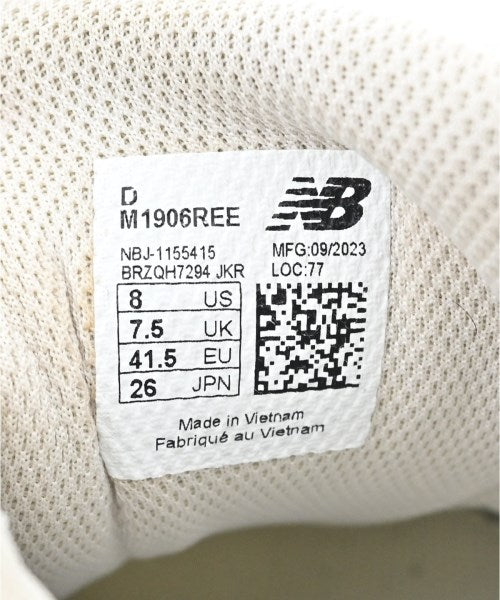 D
M1906REE
NB
NBJ-1155415
BRZQH7294 JKR
MFG:09/2023
LOC:77
8 US
7.5 UK
41.5 EU
26 JPN
Made in Vietnam
Fabriqué au Vietnam